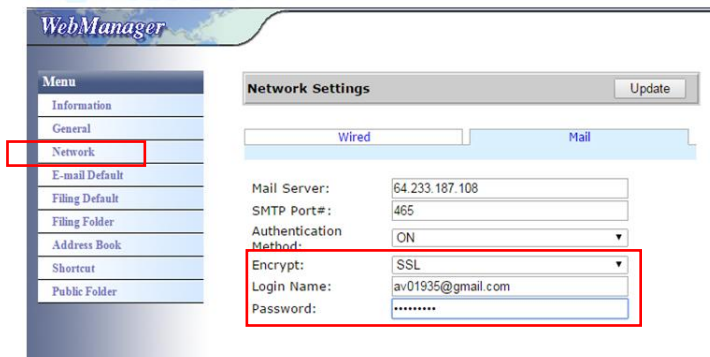 WebManager
Menu
Information
General
Network
E-mail Default
Filing Default
Filing Folder
Address Book
Shortcut
Public Folder
Network Settings Update
Wired Mail
Mail Server: 64.233.187.108
SMTP Port#: 465
Authentication
Method: ON
Encrypt: SSL
Login Name: av01935@gmail.com
Password: •••••••••